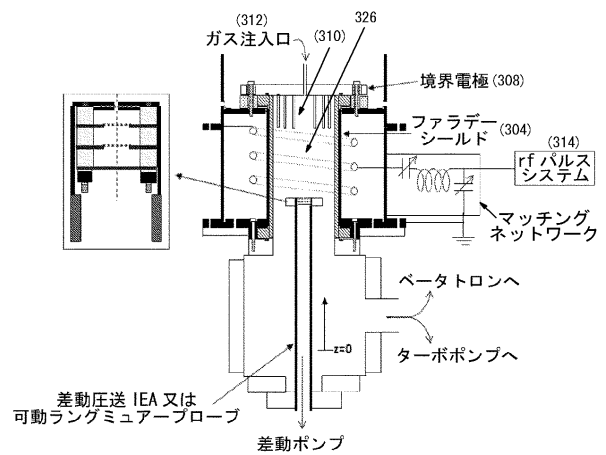 (312)
ガス注入口
(310)
326
境界電極 (308)
ファラデー
シールド (304)
(314)
rf パルス
システム
マッチング
ネットワーク
ベータトロンへ
z=0
ターボポンプへ
差動圧送 IEA 又は
可動ラングミュアープローブ
差動ポンプ